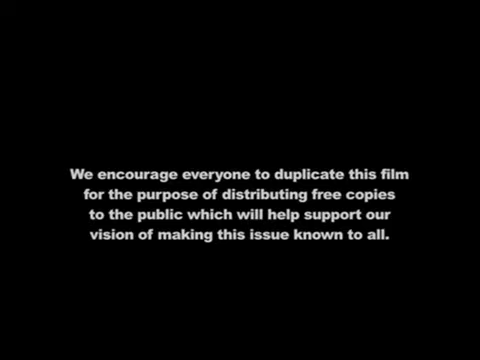 We encourage everyone to duplicate this film
for the purpose of distributing free copies
to the public which will help support our
vision of making this issue known to all.